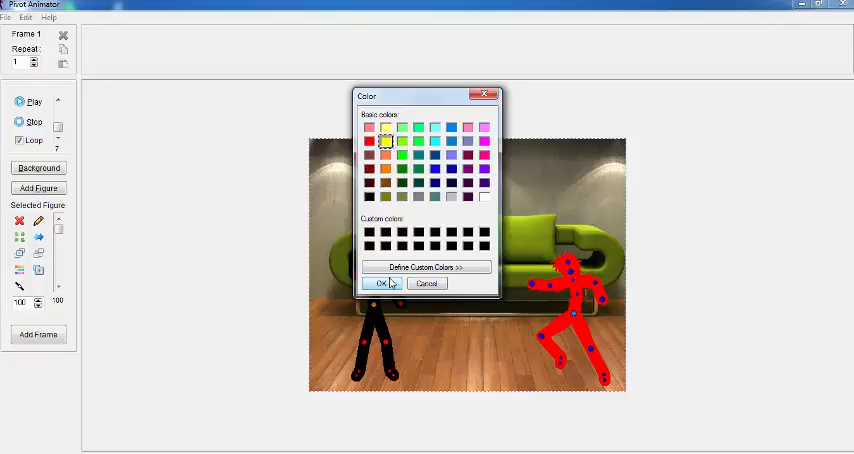 Pivot Animator
File Edit Help
Frame 1
Repeat :
1
Play
Stop
Loop
7
Background
Add Figure
Selected Figure
100
100
Add Frame
Color
Basic colors:
Custom colors:
Define Custom Colors >>
OK
Cancel